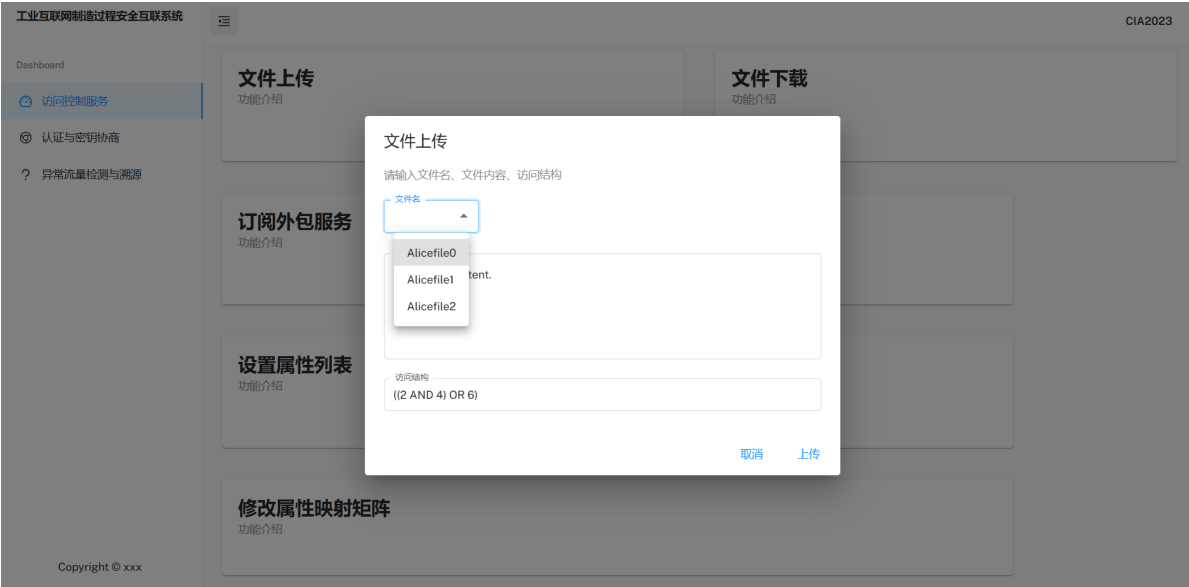 工业互联网制造过程安全互联系统
CIA2023
Dashboard
访问控制服务
认证与密钥协商
异常流量检测与溯源
文件上传
功能介绍
文件下载
功能介绍
订阅外包服务
功能介绍
设置属性列表
功能介绍
修改属性映射矩阵
功能介绍
文件上传
请输入文件名、文件内容、访问结构
文件名
Alicefile0
Alicefile1
Alicefile2
tent.
访问结构
((2 AND 4) OR 6)
取消
上传
Copyright © xxx